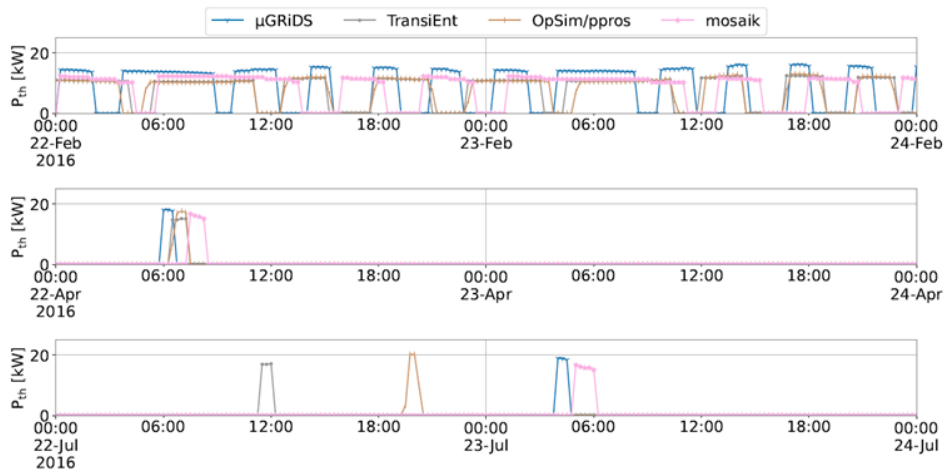 µGRiDS TransiEnt OpSim/ppros mosaik
P_th [kW]
20
0
00:00 06:00 12:00 18:00 00:00 06:00 12:00 18:00 00:00
22-Feb 23-Feb 24-Feb
2016
P_th [kW]
20
0
00:00 06:00 12:00 18:00 00:00 06:00 12:00 18:00 00:00
22-Apr 23-Apr 24-Apr
2016
P_th [kW]
20
0
00:00 06:00 12:00 18:00 00:00 06:00 12:00 18:00 00:00
22-Jul 23-Jul 24-Jul
2016